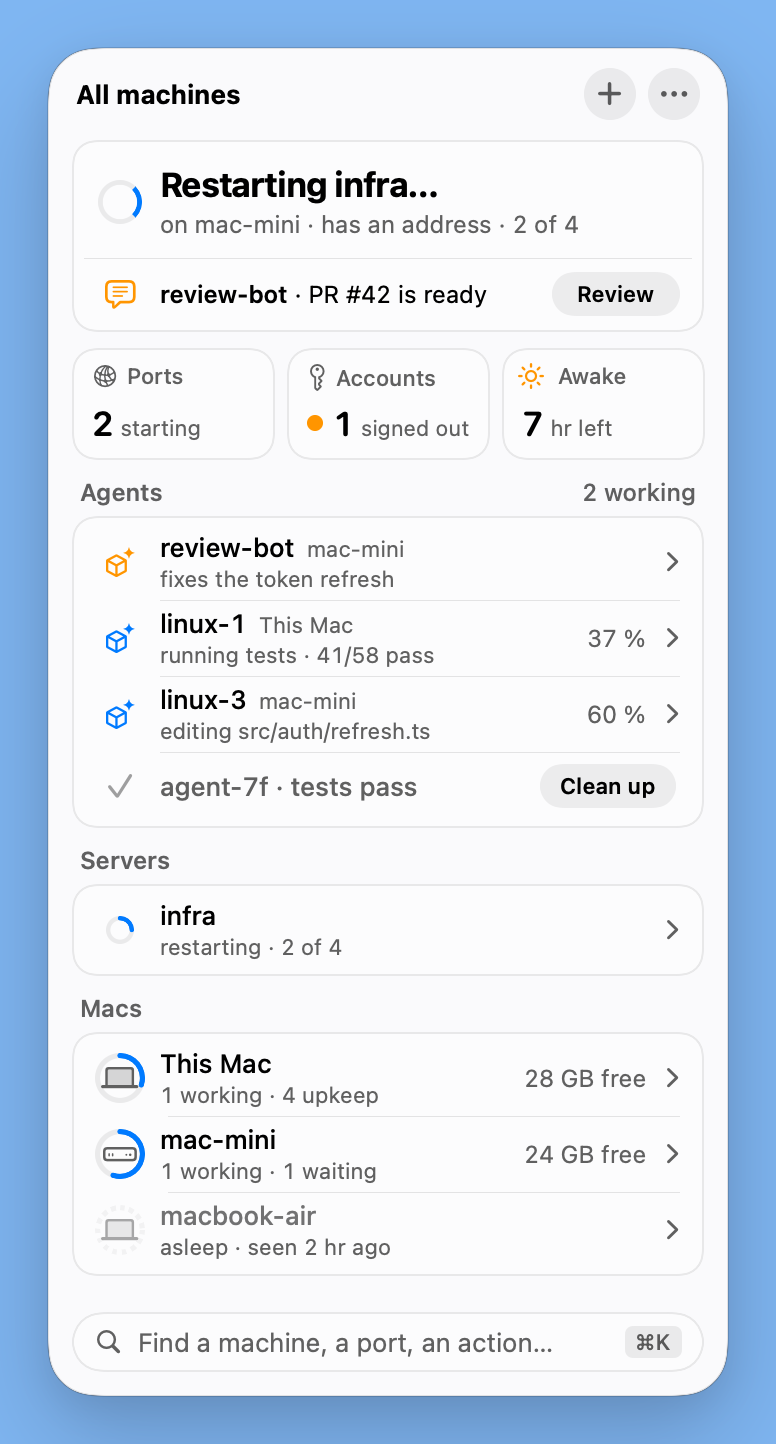 All machines
Restarting infra...
on mac-mini · has an address · 2 of 4
review-bot · PR #42 is ready Review
Ports Accounts Awake
2 starting 1 signed out 7 hr left
Agents 2 working
review-bot mac-mini
fixes the token refresh
linux-1 This Mac 37 %
running tests · 41/58 pass
linux-3 mac-mini 60 %
editing src/auth/refresh.ts
agent-7f · tests pass Clean up
Servers
infra
restarting · 2 of 4
Macs
This Mac 28 GB free
1 working · 4 upkeep
mac-mini 24 GB free
1 working · 1 waiting
macbook-air
asleep · seen 2 hr ago
Find a machine, a port, an action... ⌘K